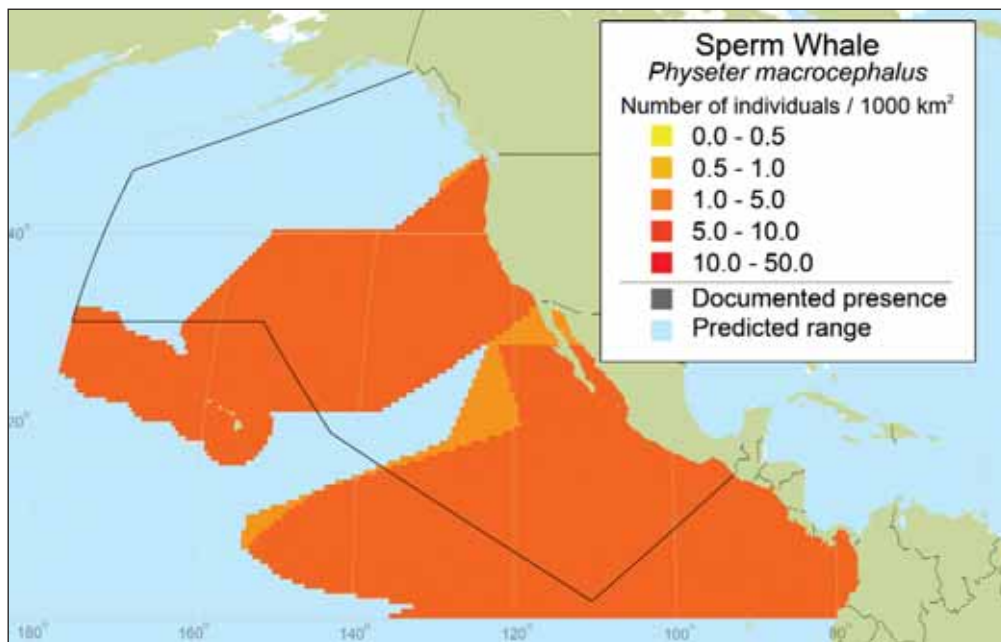 Sperm Whale
Physeter macrocephalus
Number of individuals / 1000 km²
0.0 - 0.5
0.5 - 1.0
1.0 - 5.0
5.0 - 10.0
10.0 - 50.0
Documented presence
Predicted range
40°
20°
180° 160° 140° 120° 100° 80°